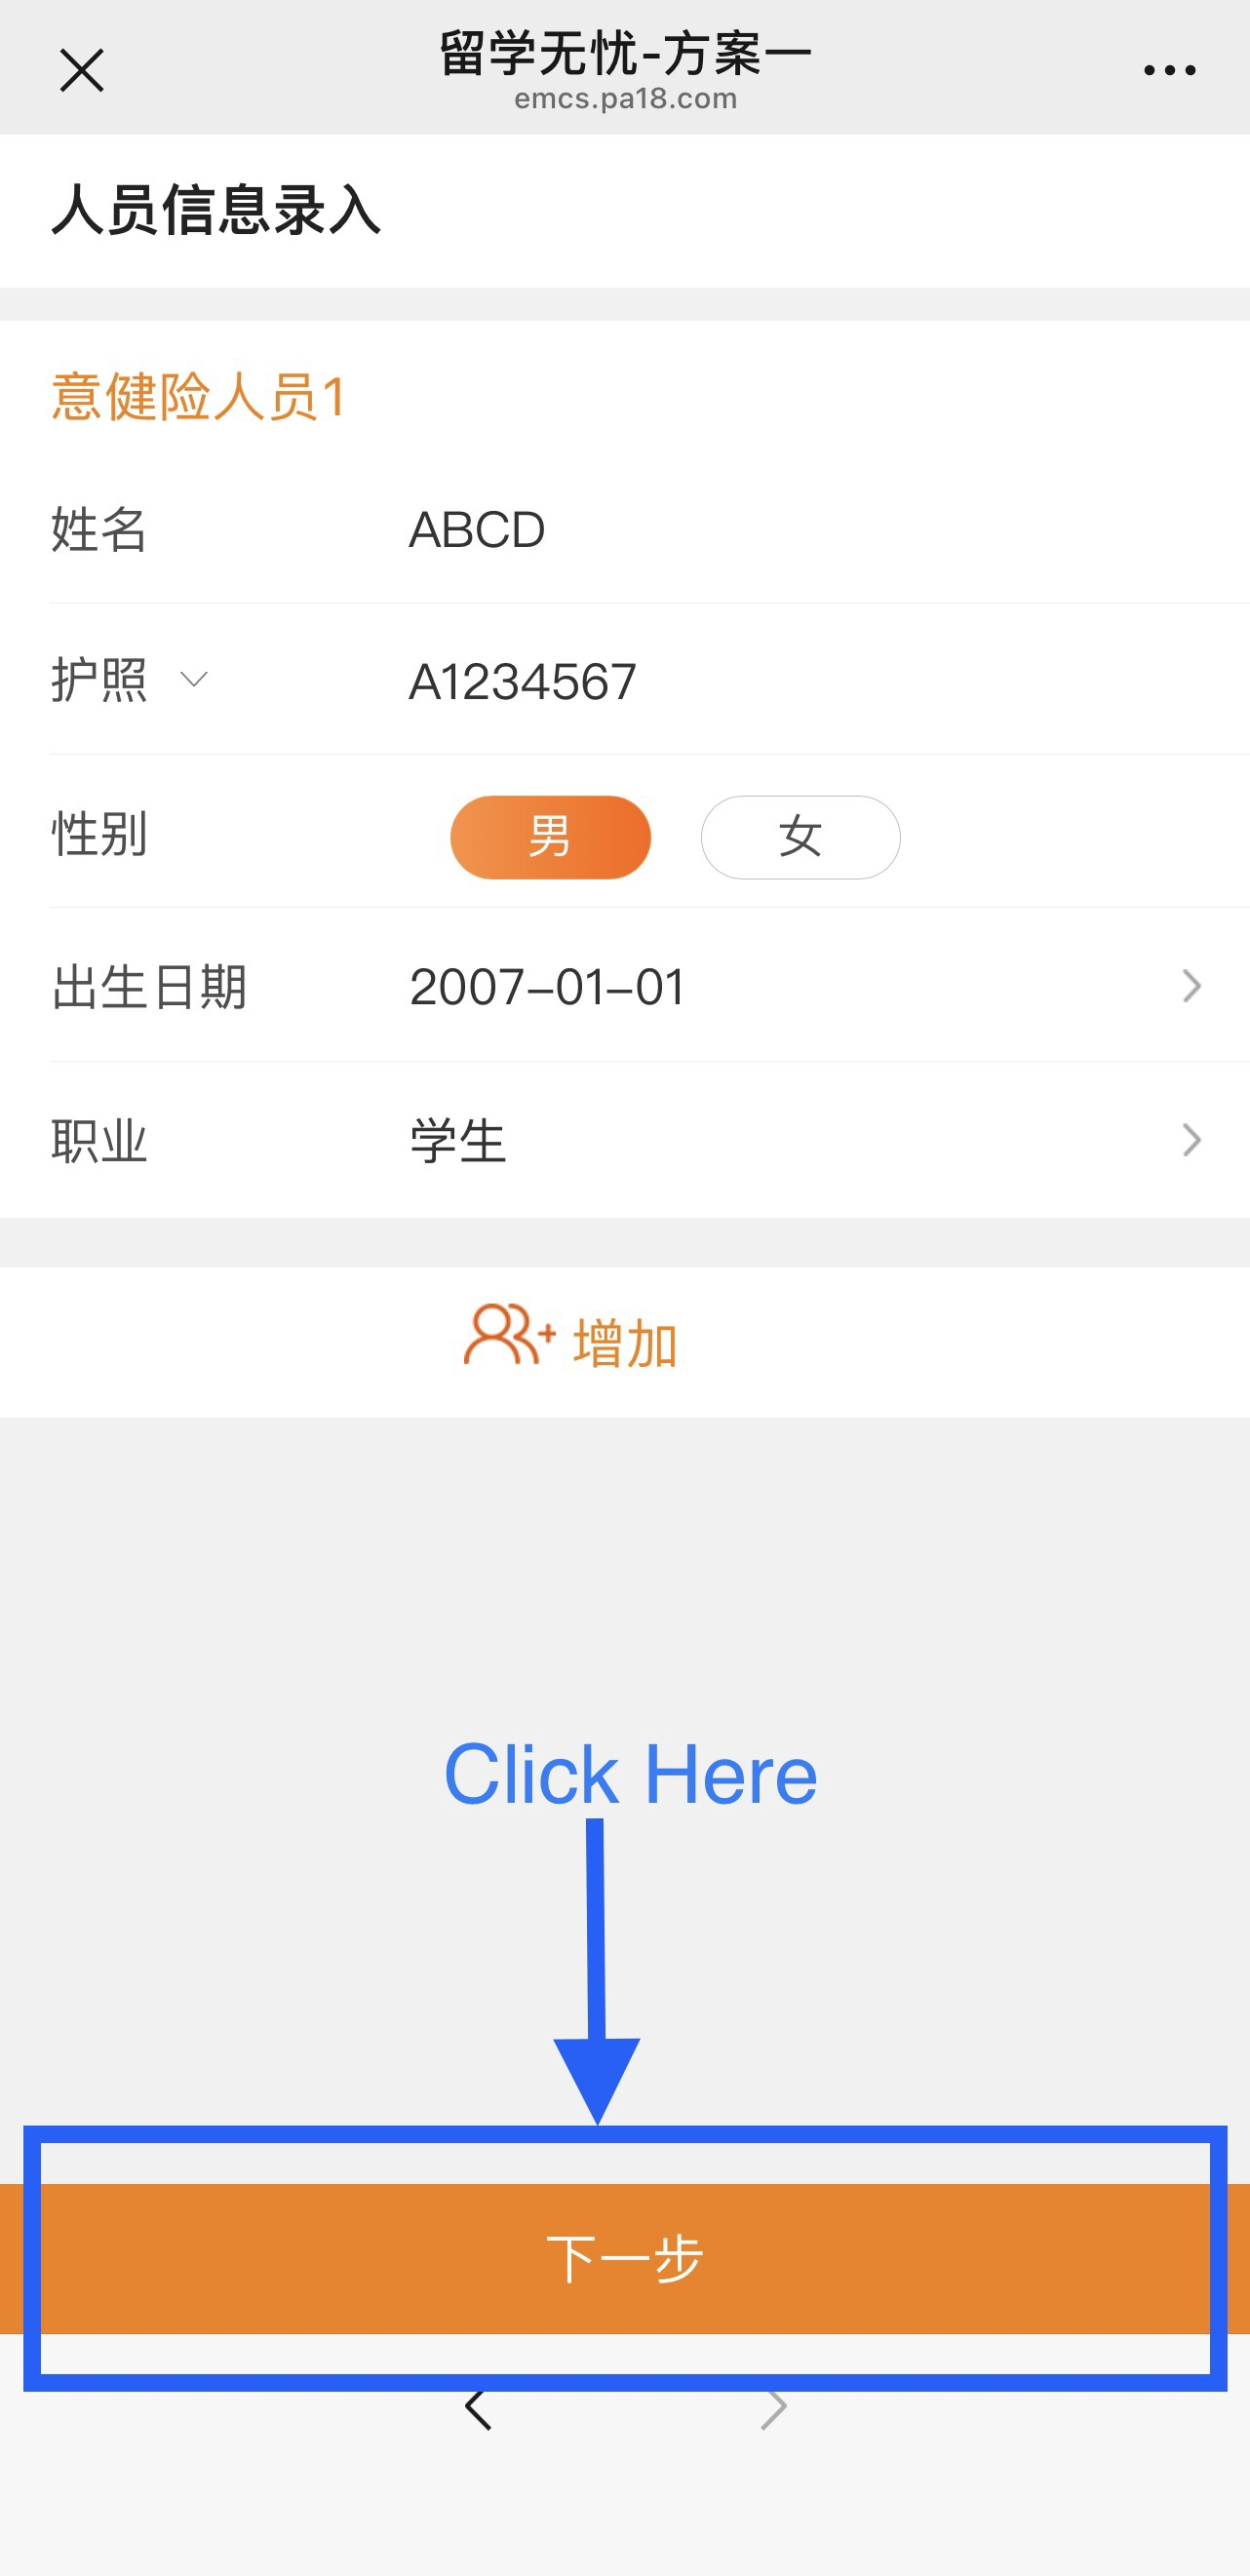 留学无忧-方案一
emcs.pa18.com
人员信息录入
意健险人员1
姓名 ABCD
护照 A1234567
性别 男 女
出生日期 2007-01-01
职业 学生
增加
Click Here
下一步